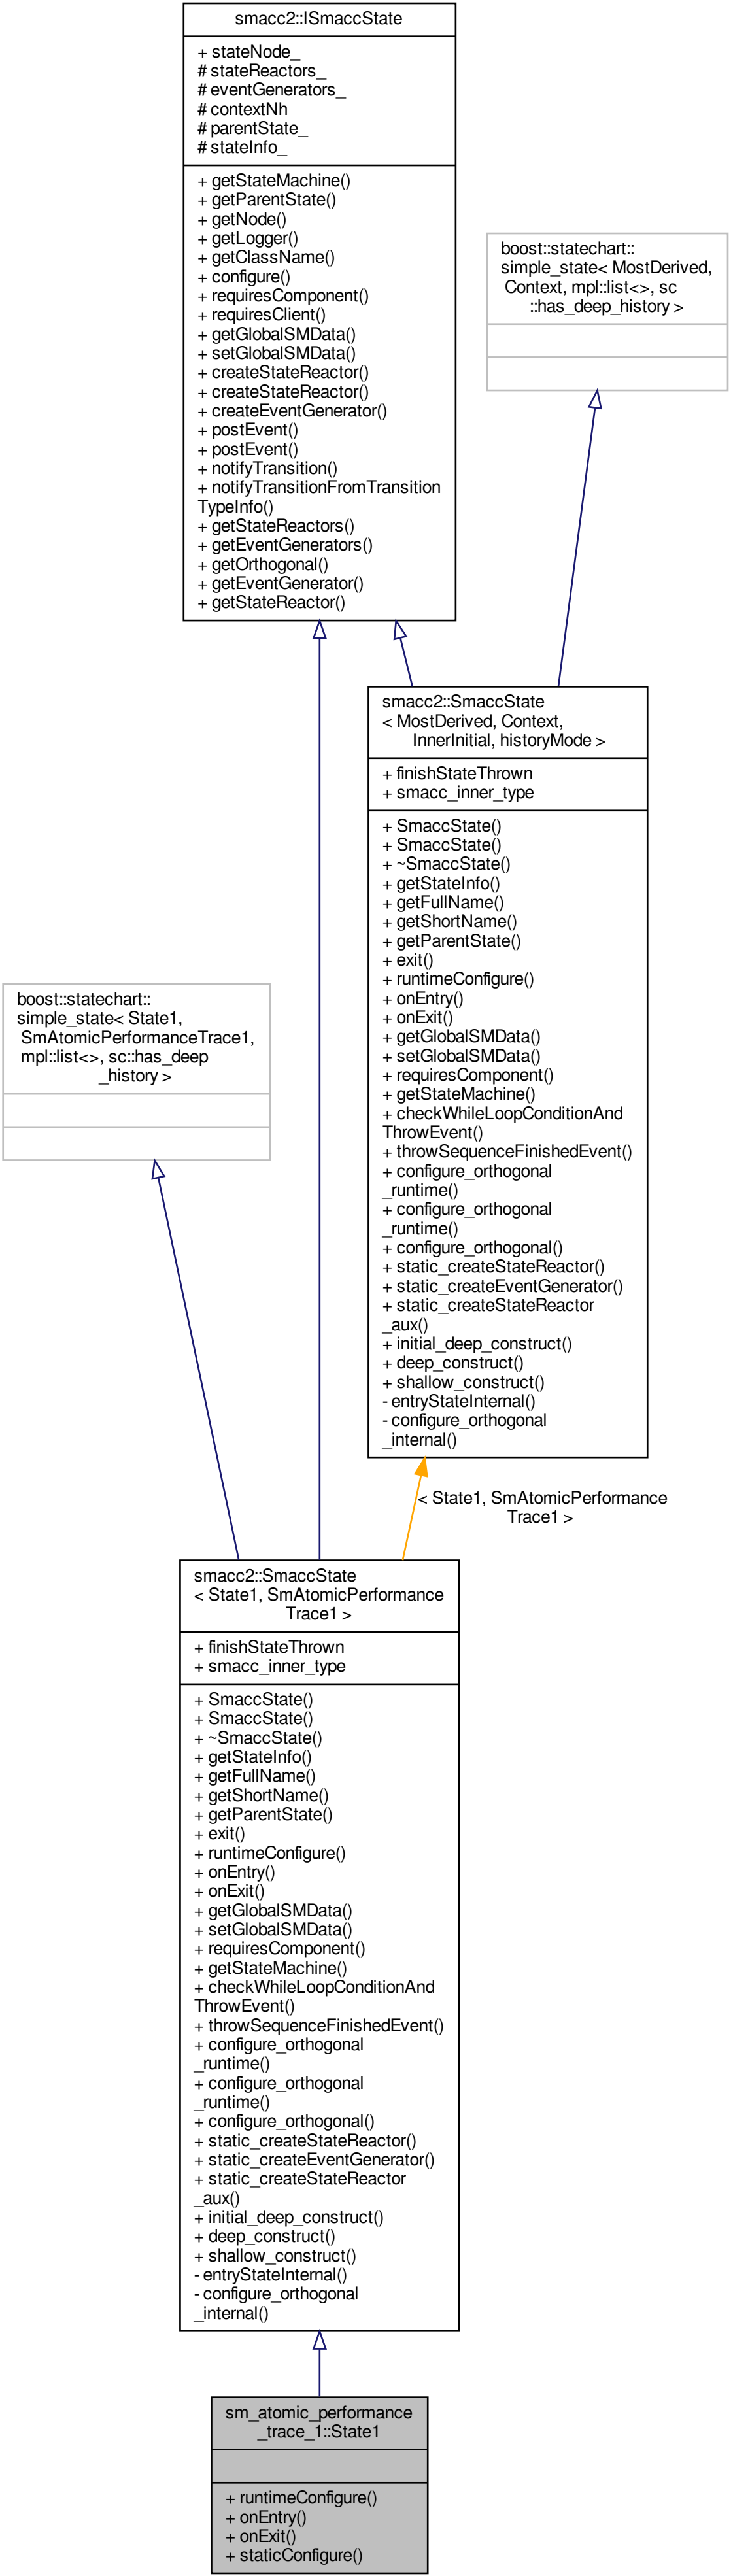 smacc2::ISmaccState
+ stateNode_
# stateReactors_
# eventGenerators_
# contextNh
# parentState_
# stateInfo_
+ getStateMachine()
+ getParentState()
+ getNode()
+ getLogger()
+ getClassName()
+ configure()
+ requiresComponent()
+ requiresClient()
+ getGlobalSMData()
+ setGlobalSMData()
+ createStateReactor()
+ createStateReactor()
+ createEventGenerator()
+ postEvent()
+ postEvent()
+ notifyTransition()
+ notifyTransitionFromTransition
TypeInfo()
+ getStateReactors()
+ getEventGenerators()
+ getOrthogonal()
+ getEventGenerator()
+ getStateReactor()
boost::statechart::
simple_state< MostDerived,
Context, mpl::list<>, sc
::has_deep_history >
smacc2::SmaccState
< MostDerived, Context,
InnerInitial, historyMode >
+ finishStateThrown
+ smacc_inner_type
+ SmaccState()
+ SmaccState()
+ ~SmaccState()
+ getStateInfo()
+ getFullName()
+ getShortName()
+ getParentState()
+ exit()
+ runtimeConfigure()
+ onEntry()
+ onExit()
+ getGlobalSMData()
+ setGlobalSMData()
+ requiresComponent()
+ getStateMachine()
+ checkWhileLoopConditionAnd
ThrowEvent()
+ throwSequenceFinishedEvent()
+ configure_orthogonal
_runtime()
+ configure_orthogonal
_runtime()
+ configure_orthogonal()
+ static_createStateReactor()
+ static_createEventGenerator()
+ static_createStateReactor
_aux()
+ initial_deep_construct()
+ deep_construct()
+ shallow_construct()
- entryStateInternal()
- configure_orthogonal
_internal()
boost::statechart::
simple_state< State1,
SmAtomicPerformanceTrace1,
mpl::list<>, sc::has_deep
_history >
< State1, SmAtomicPerformance
Trace1 >
smacc2::SmaccState
< State1, SmAtomicPerformance
Trace1 >
+ finishStateThrown
+ smacc_inner_type
+ SmaccState()
+ SmaccState()
+ ~SmaccState()
+ getStateInfo()
+ getFullName()
+ getShortName()
+ getParentState()
+ exit()
+ runtimeConfigure()
+ onEntry()
+ onExit()
+ getGlobalSMData()
+ setGlobalSMData()
+ requiresComponent()
+ getStateMachine()
+ checkWhileLoopConditionAnd
ThrowEvent()
+ throwSequenceFinishedEvent()
+ configure_orthogonal
_runtime()
+ configure_orthogonal
_runtime()
+ configure_orthogonal()
+ static_createStateReactor()
+ static_createEventGenerator()
+ static_createStateReactor
_aux()
+ initial_deep_construct()
+ deep_construct()
+ shallow_construct()
- entryStateInternal()
- configure_orthogonal
_internal()
sm_atomic_performance
_trace_1::State1
+ runtimeConfigure()
+ onEntry()
+ onExit()
+ staticConfigure()